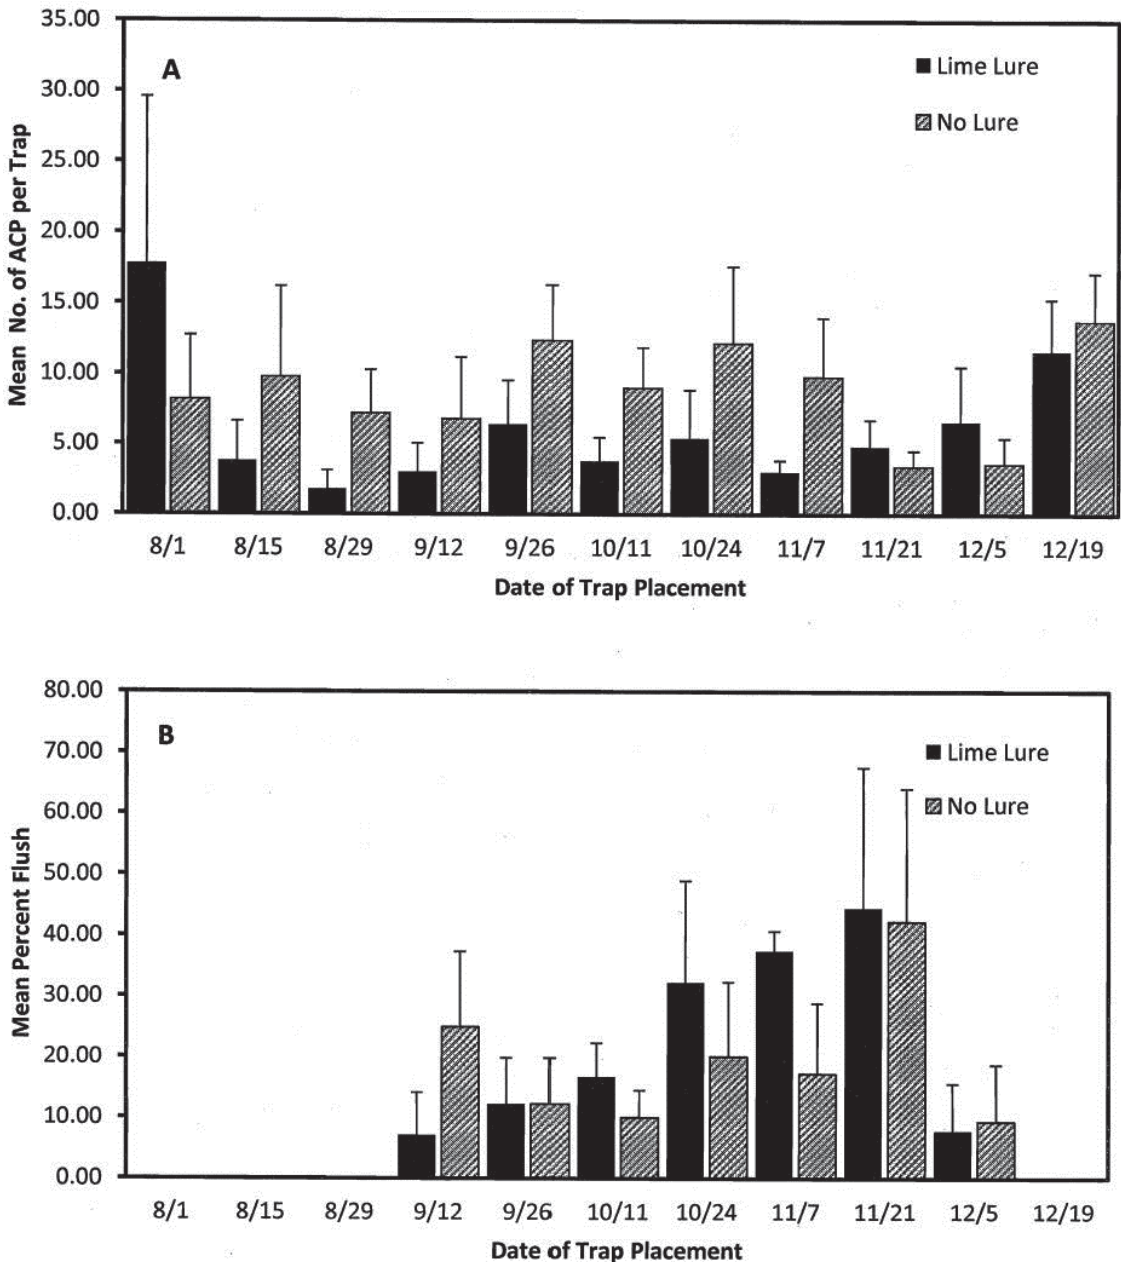 35.00
30.00
25.00
20.00
15.00
10.00
5.00
0.00
Mean No. of ACP per Trap
A
Lime Lure
No Lure
8/1 8/15 8/29 9/12 9/26 10/11 10/24 11/7 11/21 12/5 12/19
Date of Trap Placement
80.00
70.00
60.00
50.00
40.00
30.00
20.00
10.00
0.00
Mean Percent Flush
B
Lime Lure
No Lure
8/1 8/15 8/29 9/12 9/26 10/11 10/24 11/7 11/21 12/5 12/19
Date of Trap Placement